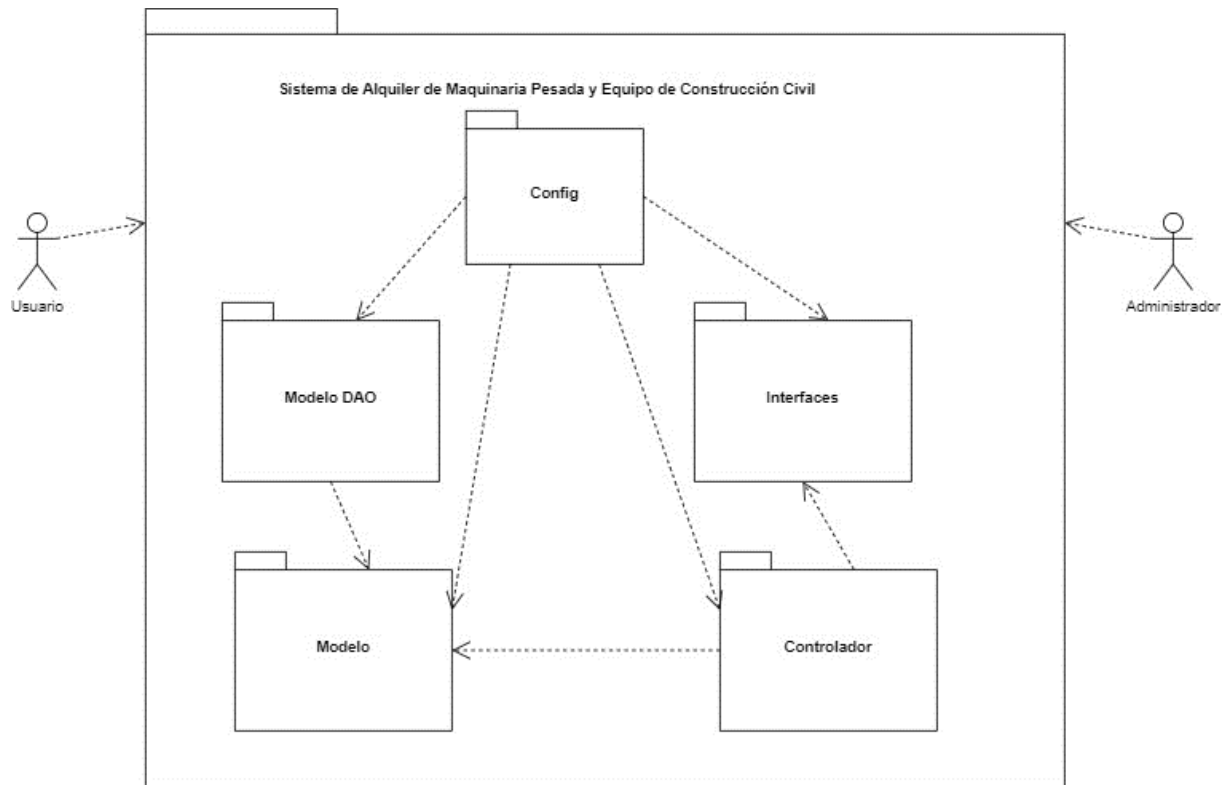 Sistema de Alquiler de Maquinaria Pesada y Equipo de Construcción Civil
Config
Usuario
Administrador
Modelo DAO
Interfaces
Modelo
Controlador